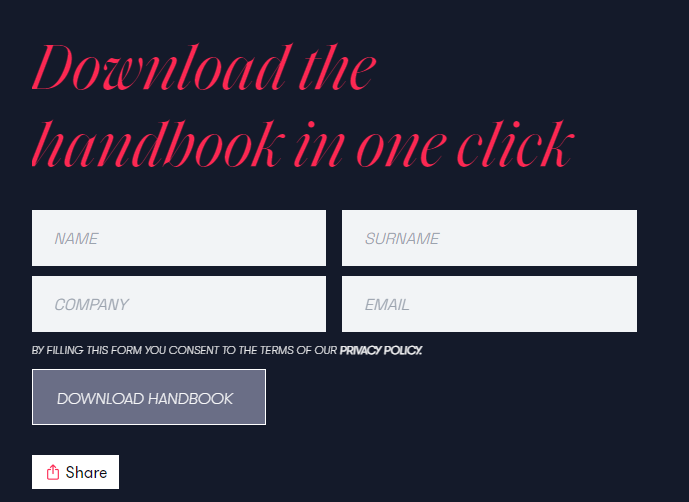 Download the
handbook in one click
NAME
SURNAME
COMPANY
EMAIL
BY FILLING THIS FORM YOU CONSENT TO THE TERMS OF OUR PRIVACY POLICY.
DOWNLOAD HANDBOOK
Share